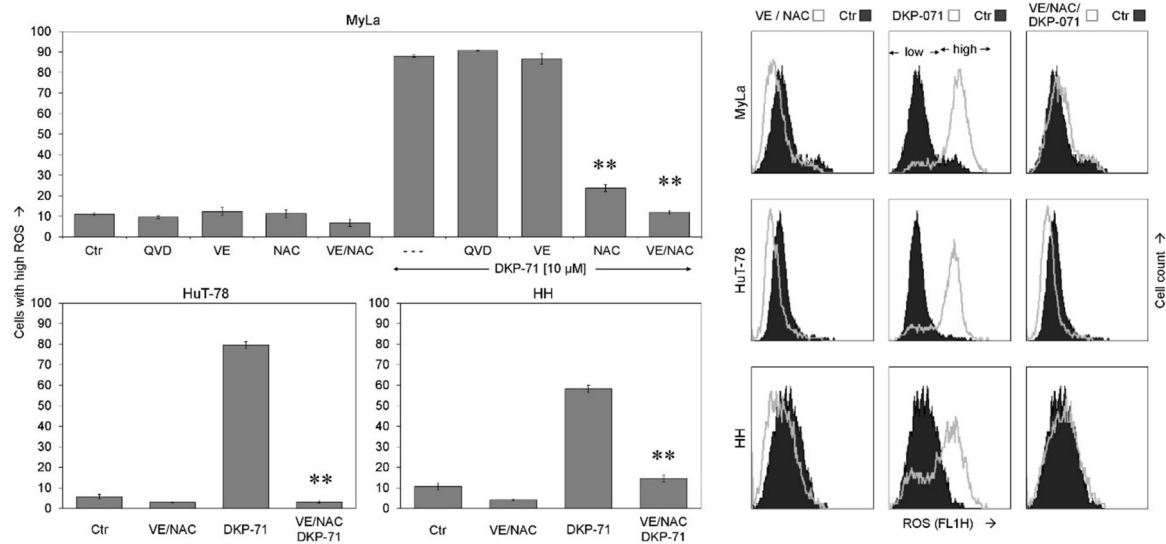 MyLa
Cells with high ROS →
100
90
80
70
60
50
40
30
20
10
0
**
**
Ctr QVD VE NAC VE/NAC --- QVD VE NAC VE/NAC
DKP-71 [10 µM]
HuT-78
100
90
80
70
60
50
40
30
20
10
0
**
Ctr VE/NAC DKP-71 VE/NAC
DKP-71
HH
100
90
80
70
60
50
40
30
20
10
0
**
Ctr VE/NAC DKP-71 VE/NAC
DKP-71
VE / NAC Ctr
DKP-071 Ctr
VE/NAC/
DKP-071 Ctr
low high
MyLa
HuT-78
HH
Cell count →
ROS (FL1H) →